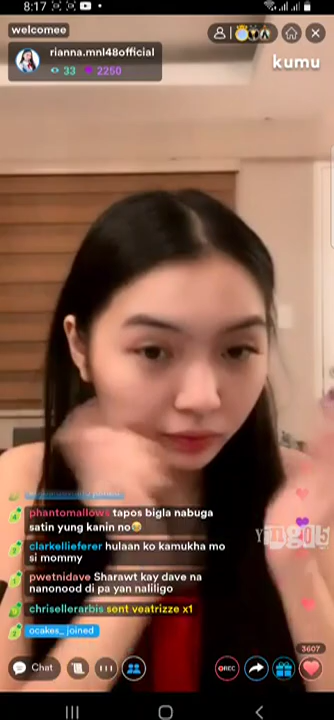 8:17
welcomee
rianna.mnl48official
33 2250
kumu
phantomallows tapos bigla nabuga
satin yung kanin no😂
clarkellieferer hulaan ko kamukha mo
si mommy
pwetnidave Sharawt kay dave na
nanonood di pa yan naliligo
chrisellerarbis sent veatrizze x1
ocakes_ joined
3607
Chat
REC